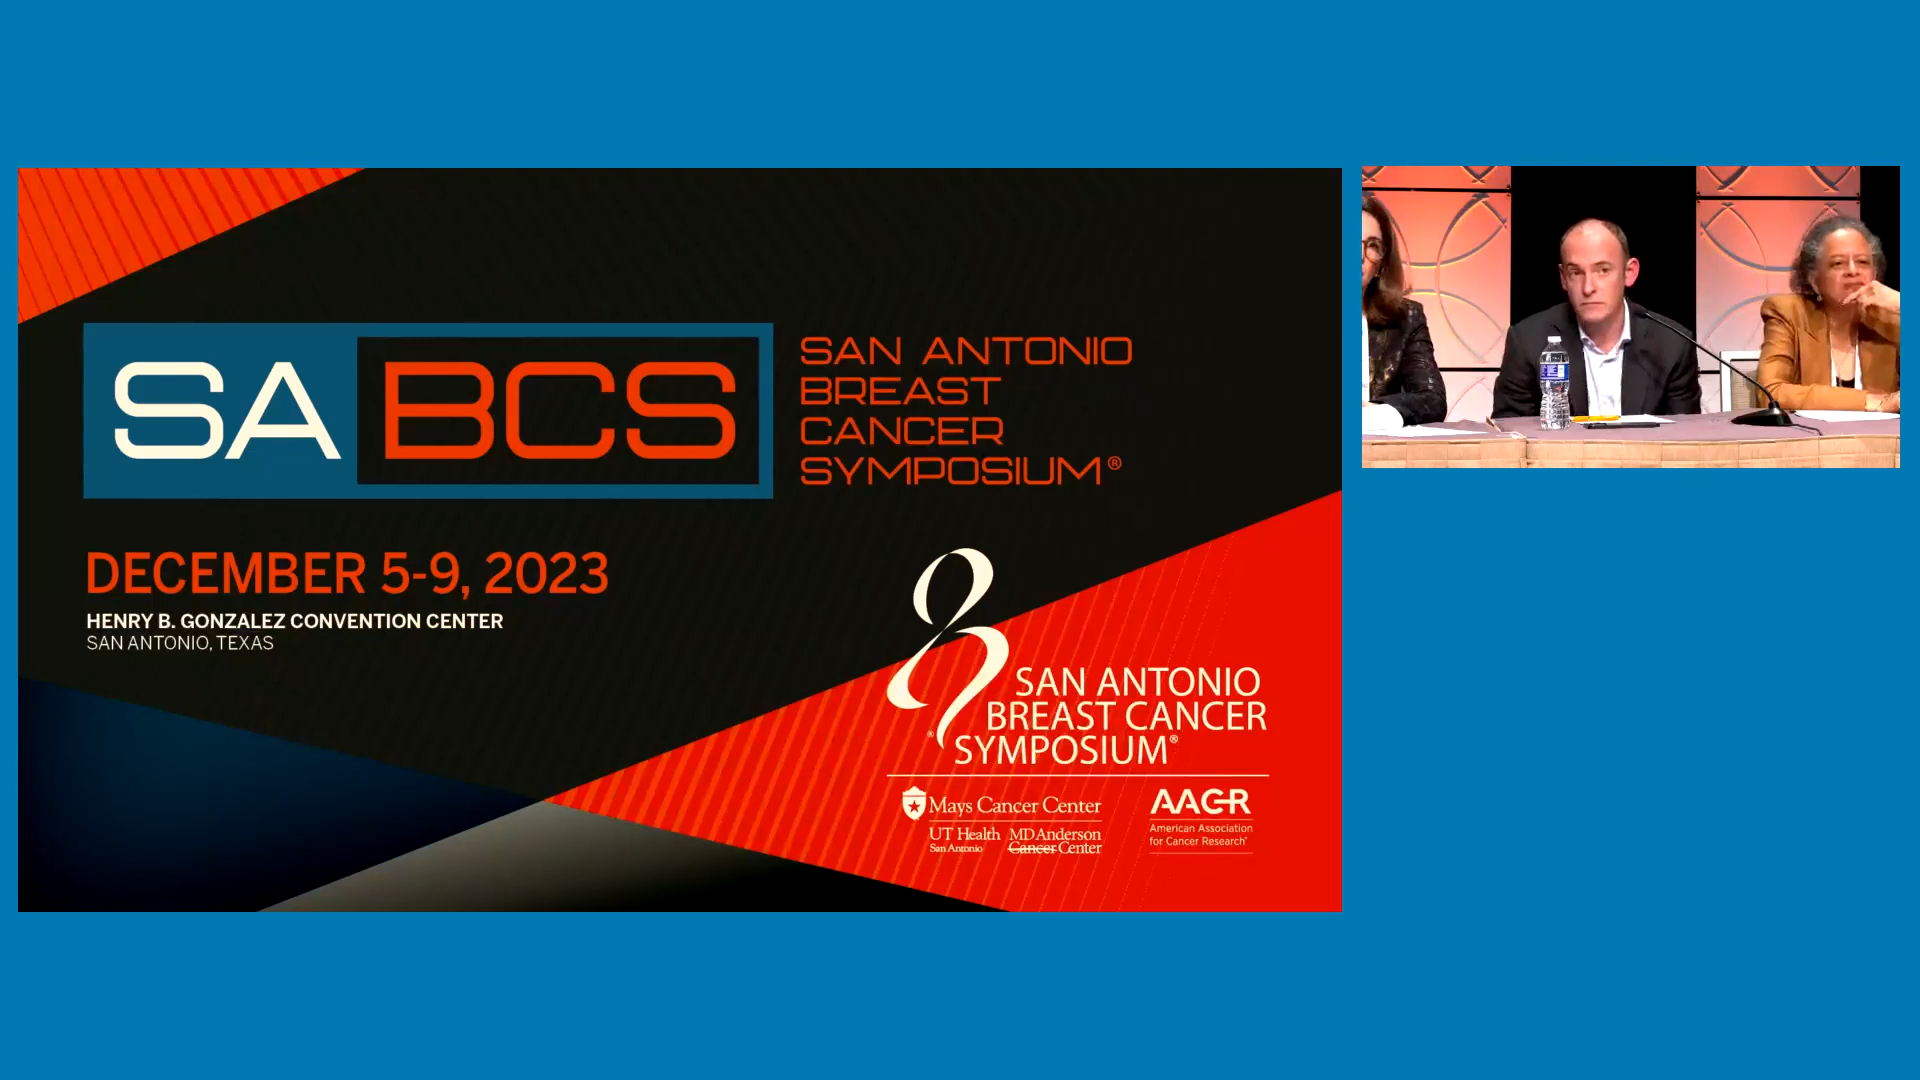 SA BCS
SAN ANTONIO
BREAST
CANCER
SYMPOSIUM®
DECEMBER 5-9, 2023
HENRY B. GONZALEZ CONVENTION CENTER
SAN ANTONIO, TEXAS
SAN ANTONIO
BREAST CANCER
® SYMPOSIUM®
Mays Cancer Center
UT Health
San Antonio
MD Anderson
Cancer Center
AACR
American Association
for Cancer Research®